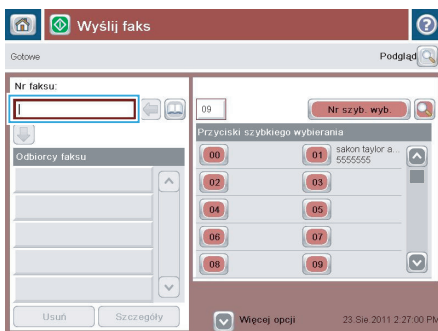 Wyślij faks
Gotowe
Podgląd
Nr faksu:
09
Nr szyb. wyb.
Przyciski szybkiego wybierania
Odbiorcy faksu
00
01
sakon taylor a...
5555555
02
03
04
05
06
07
08
09
Usuń
Szczegóły
Więcej opcji
23 Sie 2011 2:27:00 PM